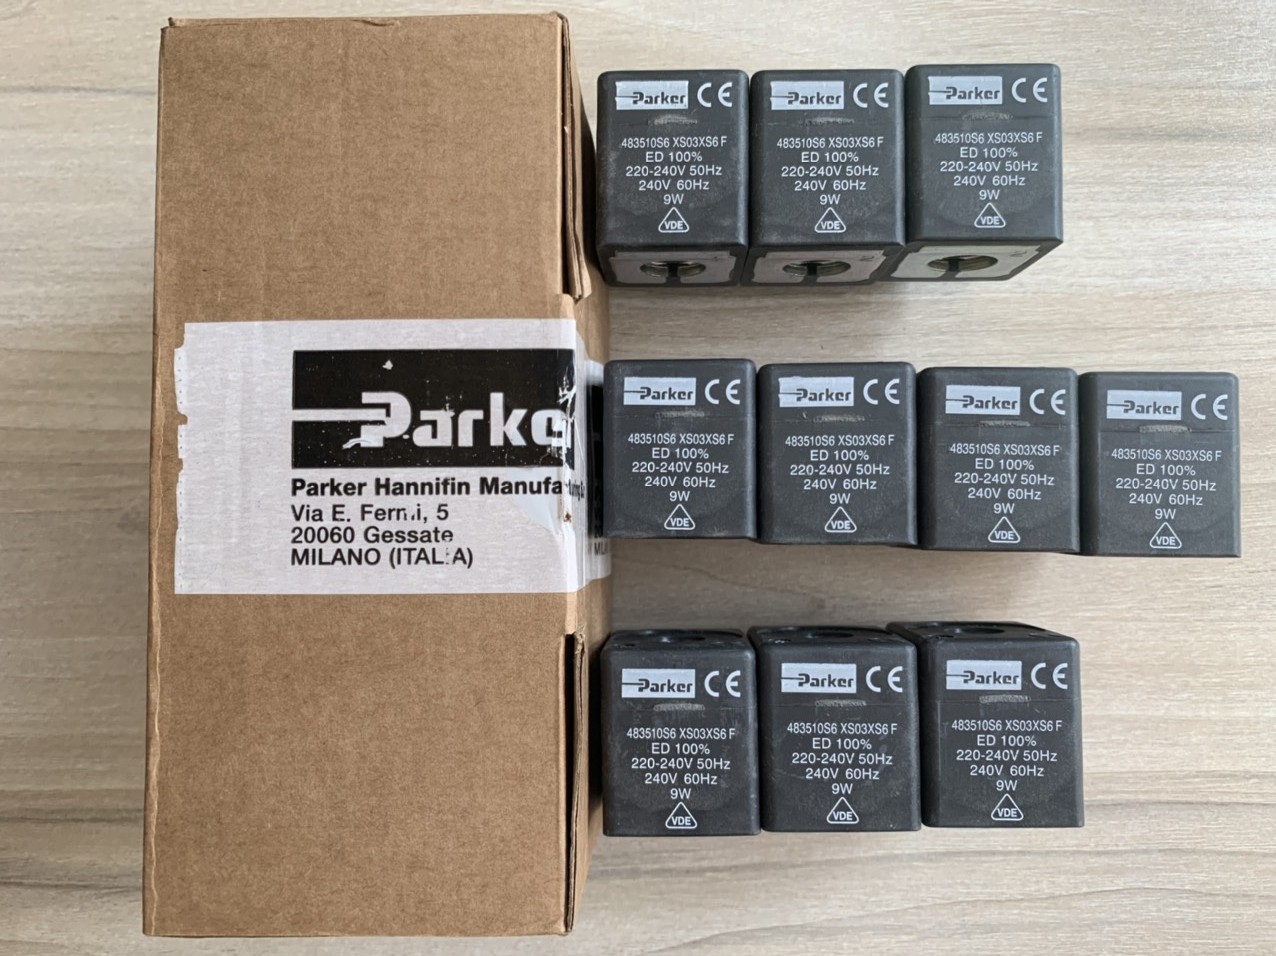 Parker
Parker Hannifin Manufacturing
Via E. Fermi, 5
20060 Gessate
MILANO (ITALIA)
Parker CE
483510S6 XS03XS6 F
ED 100%
220-240V 50Hz
240V 60Hz
9W
VDE
Parker CE
483510S6 XS03XS6 F
ED 100%
220-240V 50Hz
240V 60Hz
9W
VDE
Parker CE
483510S6 XS03XS6 F
ED 100%
220-240V 50Hz
240V 60Hz
9W
VDE
Parker CE
483510S6 XS03XS6 F
ED 100%
220-240V 50Hz
240V 60Hz
9W
VDE
Parker CE
483510S6 XS03XS6 F
ED 100%
220-240V 50Hz
240V 60Hz
9W
VDE
Parker CE
483510S6 XS03XS6 F
ED 100%
220-240V 50Hz
240V 60Hz
9W
VDE
Parker CE
483510S6 XS03XS6 F
ED 100%
220-240V 50Hz
240V 60Hz
9W
VDE
Parker CE
483510S6 XS03XS6 F
ED 100%
220-240V 50Hz
240V 60Hz
9W
VDE
Parker CE
483510S6 XS03XS6 F
ED 100%
220-240V 50Hz
240V 60Hz
9W
VDE
Parker CE
483510S6 XS03XS6 F
ED 100%
220-240V 50Hz
240V 60Hz
9W
VDE